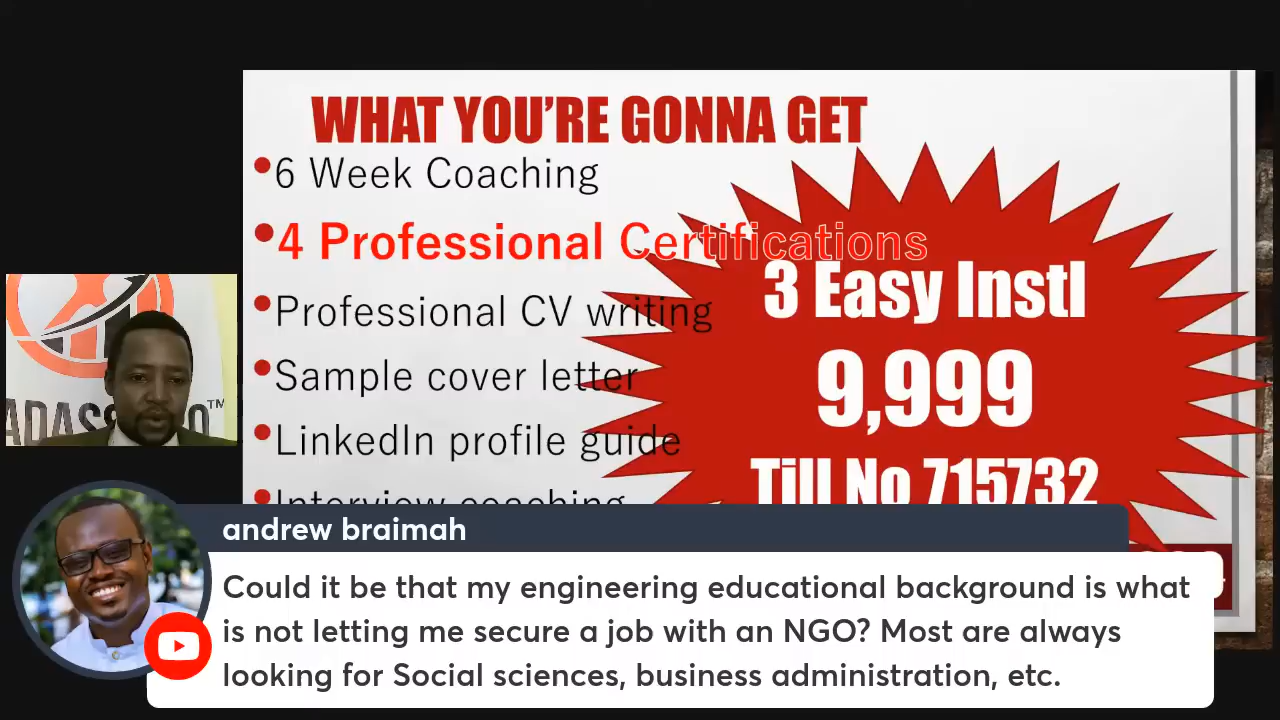 WHAT YOU'RE GONNA GET
•6 Week Coaching
•4 Professional Certifications
•Professional CV writing
•Sample cover letter
•LinkedIn profile guide
•Interview coaching
3 Easy Instl
9,999
Till No 715732
andrew braimah
Could it be that my engineering educational background is what
is not letting me secure a job with an NGO? Most are always
looking for Social sciences, business administration, etc.